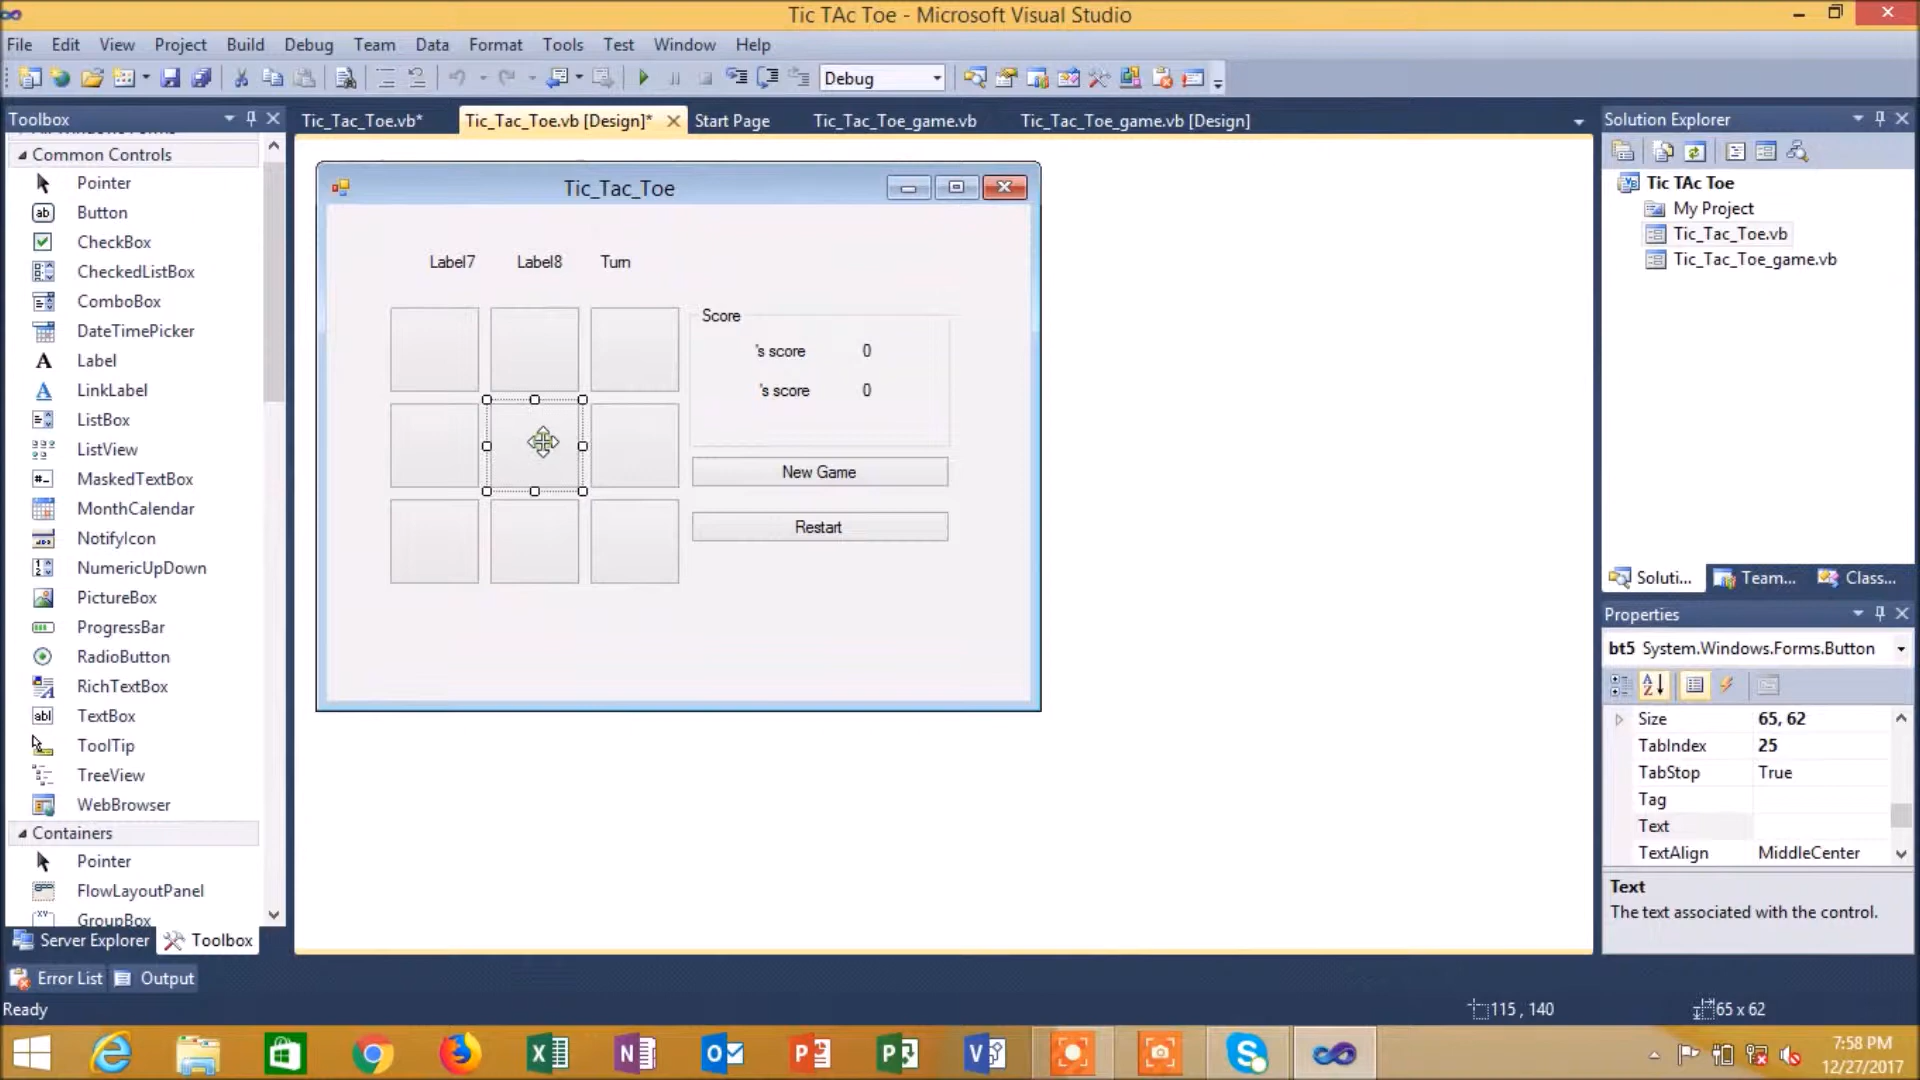 Tic TAc Toe - Microsoft Visual Studio
File Edit View Project Build Debug Team Data Format Tools Test Window Help
Debug
Toolbox
Common Controls
Pointer
Button
CheckBox
CheckedListBox
ComboBox
DateTimePicker
Label
LinkLabel
ListBox
ListView
MaskedTextBox
MonthCalendar
NotifyIcon
NumericUpDown
PictureBox
ProgressBar
RadioButton
RichTextBox
TextBox
ToolTip
TreeView
WebBrowser
Containers
Pointer
FlowLayoutPanel
GroupBox
Server Explorer Toolbox
Tic_Tac_Toe.vb* Tic_Tac_Toe.vb [Design]* Start Page Tic_Tac_Toe_game.vb Tic_Tac_Toe_game.vb [Design]
Tic_Tac_Toe
Label7 Label8 Turn
Score
's score 0
's score 0
New Game
Restart
Solution Explorer
Tic TAc Toe
My Project
Tic_Tac_Toe.vb
Tic_Tac_Toe_game.vb
Soluti... Team... Class...
Properties
bt5 System.Windows.Forms.Button
Size 65, 62
TabIndex 25
TabStop True
Tag
Text
TextAlign MiddleCenter
Text
The text associated with the control.
Error List Output
Ready 115 , 140 65 x 62
7:58 PM
12/27/2017